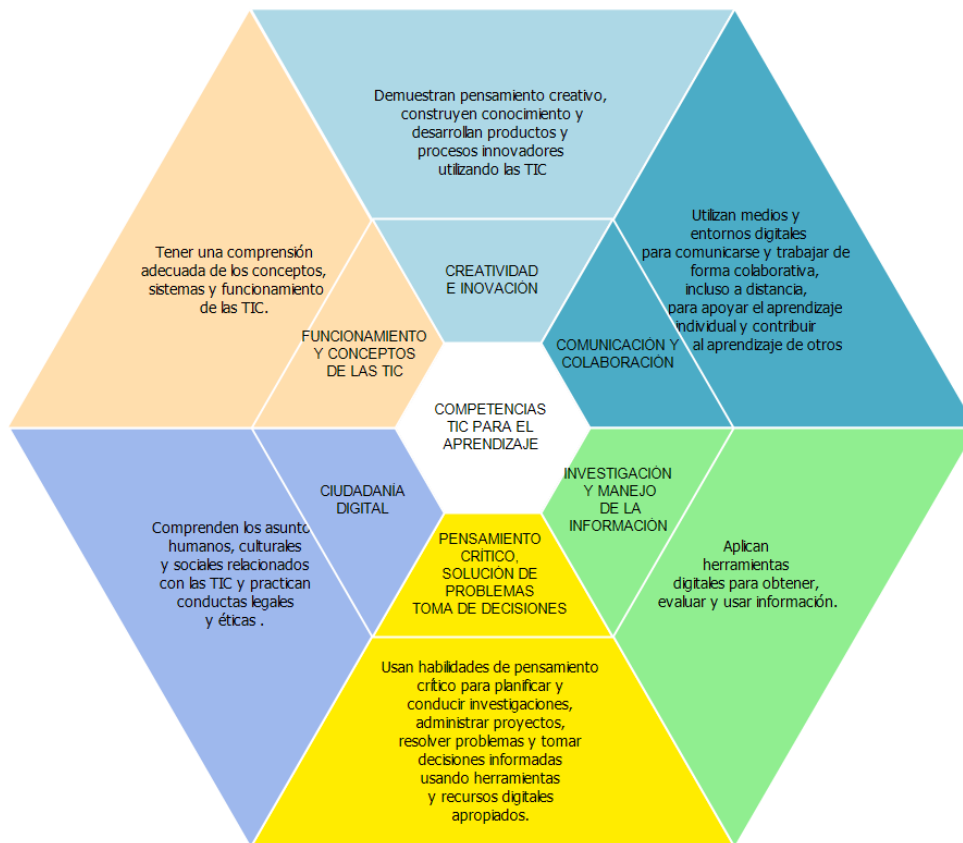 Demuestran pensamiento creativo,
construyen conocimiento y
desarrollan productos y
procesos innovadores
utilizando las TIC
CREATIVIDAD
E INOVACIÓN
Utilizan medios y
entornos digitales
para comunicarse y trabajar de
forma colaborativa,
incluso a distancia,
para apoyar el aprendizaje
individual y contribuir
al aprendizaje de otros
COMUNICACIÓN Y
COLABORACIÓN
Tener una comprensión
adecuada de los conceptos,
sistemas y funcionamiento
de las TIC.
FUNCIONAMIENTO
Y CONCEPTOS
DE LAS TIC
COMPETENCIAS
TIC PARA EL
APRENDIZAJE
CIUDADANÍA
DIGITAL
Comprenden los asunto
humanos, culturales
y sociales relacionados
con las TIC y practican
conductas legales
y éticas .
INVESTIGACIÓN
Y MANEJO
DE LA
INFORMACIÓN
Aplican
herramientas
digitales para obtener,
evaluar y usar información.
PENSAMIENTO
CRÍTICO,
SOLUCIÓN DE
PROBLEMAS
TOMA DE DECISIONES
Usan habilidades de pensamiento
crítico para planificar y
conducir investigaciones,
administrar proyectos,
resolver problemas y tomar
decisiones informadas
usando herramientas
y recursos digitales
apropiados.